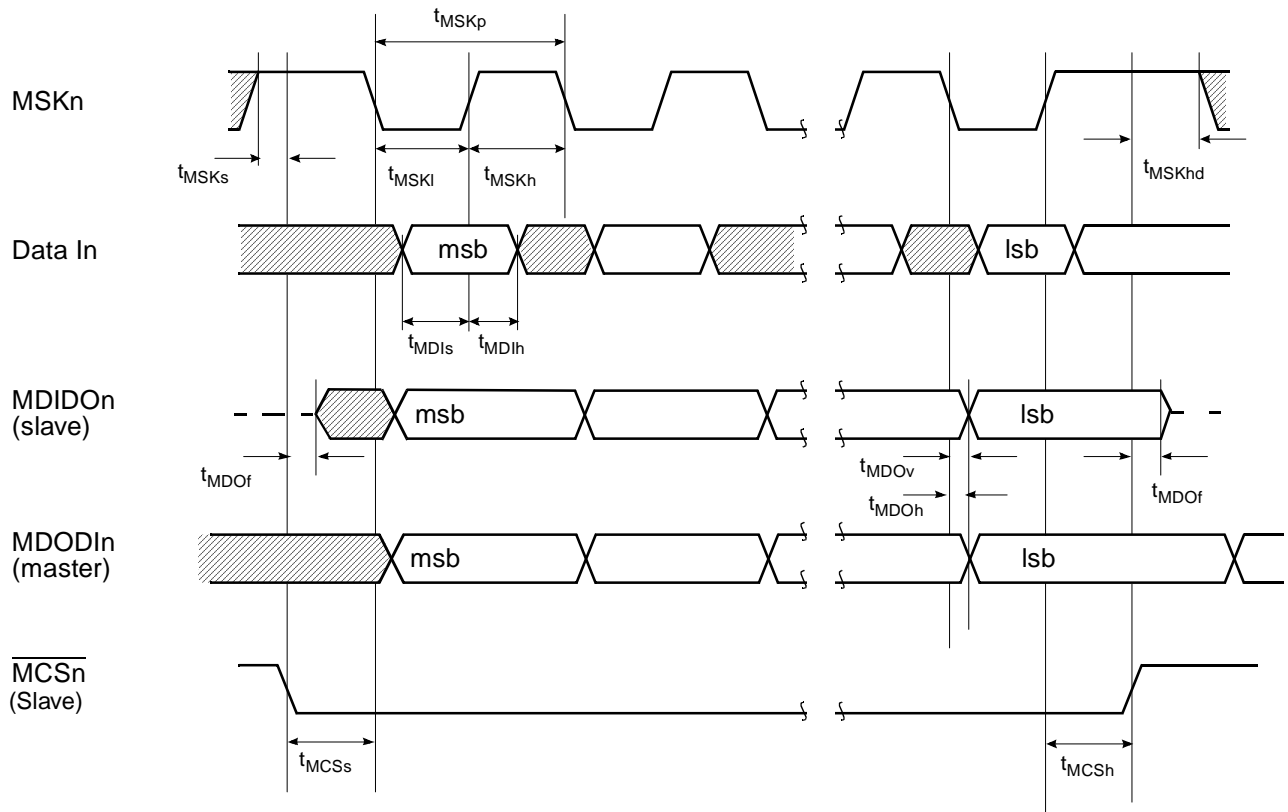 tMSKp
MSKn
tMSKs
tMSKl
tMSKh
tMSKhd
Data In
msb
lsb
tMDIs
tMDIh
MDIDOn
(slave)
msb
lsb
tMDOf
tMDOv
tMDOh
tMDOf
MDODIn
(master)
msb
lsb
MCSn
(Slave)
tMCSs
tMCSh